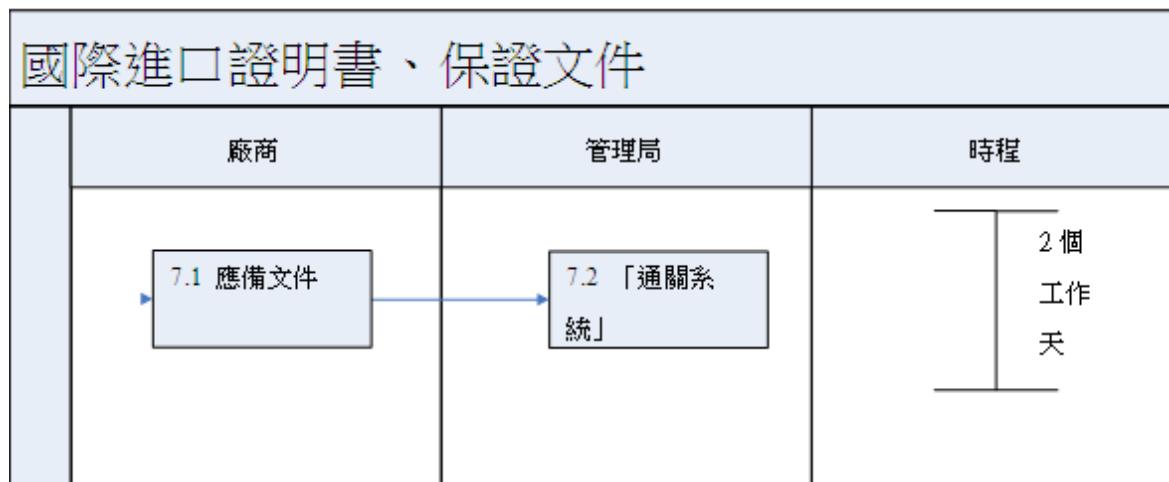 國際進口證明書、保證文件
廠商
管理局
時程
7.1 應備文件
7.2 「通關系
統」
2 個
工作
天